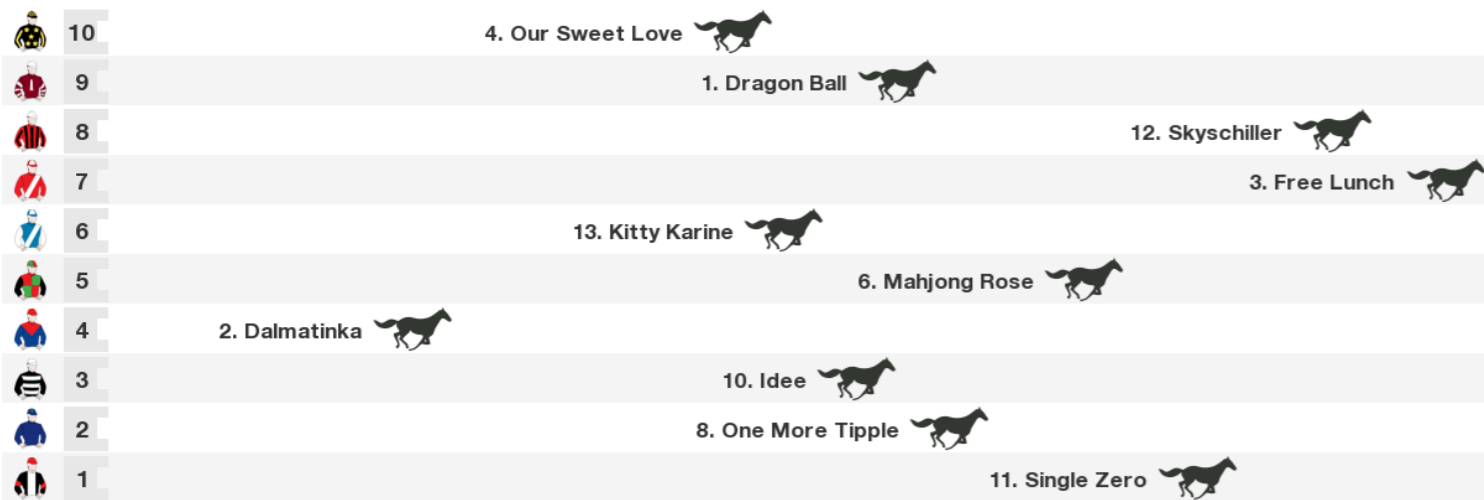 10 4. Our Sweet Love
9 1. Dragon Ball
8 12. Skyschiller
7 3. Free Lunch
6 13. Kitty Karine
5 6. Mahjong Rose
4 2. Dalmatinka
3 10. Idee
2 8. One More Tipple
1 11. Single Zero